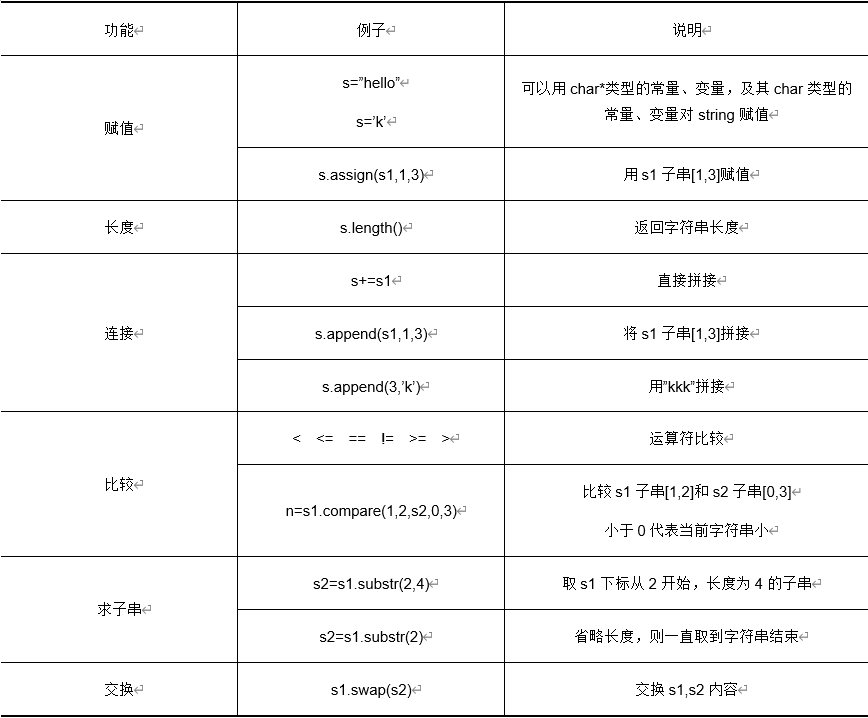 功能
例子
说明
赋值
s=”hello”
s=’k’
可以用 char*类型的常量、变量，及其 char 类型的
常量、变量对 string 赋值
s.assign(s1,1,3)
用 s1 子串[1,3]赋值
长度
s.length()
返回字符串长度
连接
s+=s1
直接拼接
s.append(s1,1,3)
将 s1 子串[1,3]拼接
s.append(3,’k’)
用”kkk”拼接
比较
< <= == != >= >
运算符比较
n=s1.compare(1,2,s2,0,3)
比较 s1 子串[1,2]和 s2 子串[0,3]
小于 0 代表当前字符串小
求子串
s2=s1.substr(2,4)
取 s1 下标从 2 开始，长度为 4 的子串
s2=s1.substr(2)
省略长度，则一直取到字符串结束
交换
s1.swap(s2)
交换 s1,s2 内容